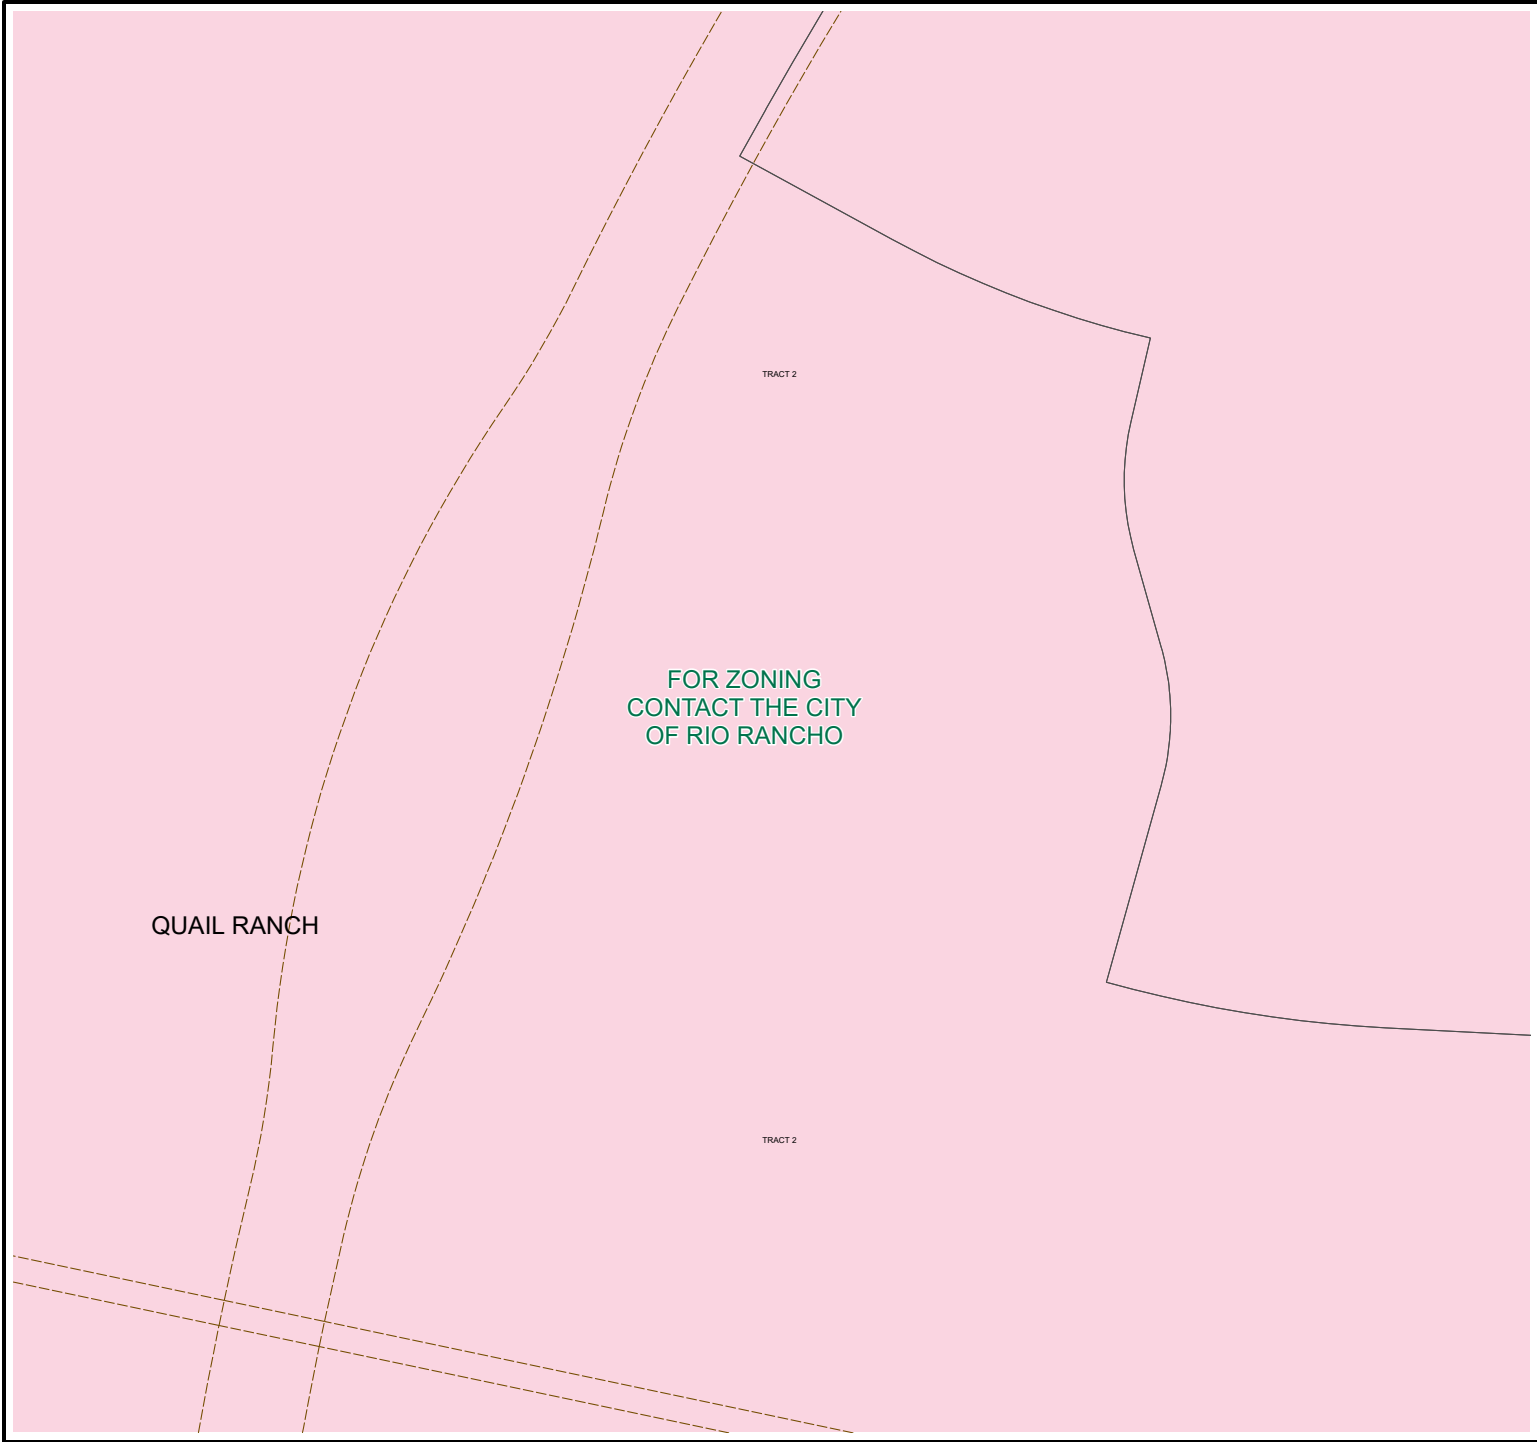 TRACT 2
FOR ZONING
CONTACT THE CITY
OF RIO RANCHO
QUAIL RANCH
TRACT 2